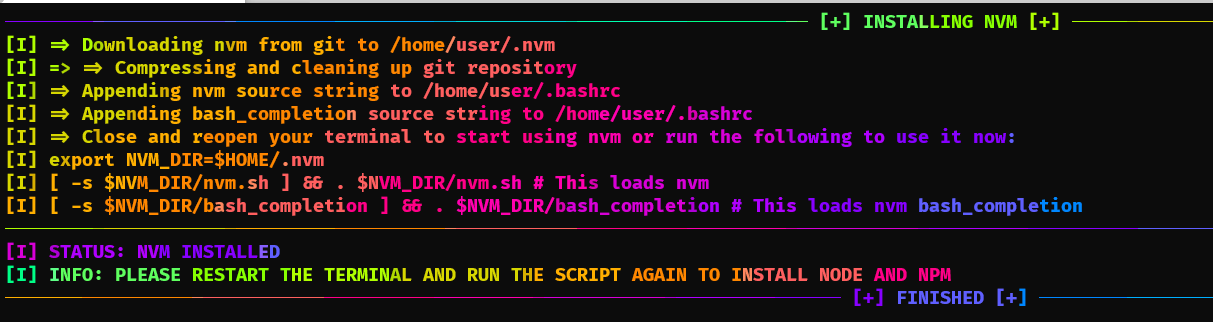 [+] INSTALLING NVM [+]
[I] => Downloading nvm from git to /home/user/.nvm
[I] => => Compressing and cleaning up git repository
[I] => Appending nvm source string to /home/user/.bashrc
[I] => Appending bash_completion source string to /home/user/.bashrc
[I] => Close and reopen your terminal to start using nvm or run the following to use it now:
[I] export NVM_DIR=$HOME/.nvm
[I] [ -s $NVM_DIR/nvm.sh ] && . $NVM_DIR/nvm.sh # This loads nvm
[I] [ -s $NVM_DIR/bash_completion ] && . $NVM_DIR/bash_completion # This loads nvm bash_completion
[I] STATUS: NVM INSTALLED
[I] INFO: PLEASE RESTART THE TERMINAL AND RUN THE SCRIPT AGAIN TO INSTALL NODE AND NPM
[+] FINISHED [+]